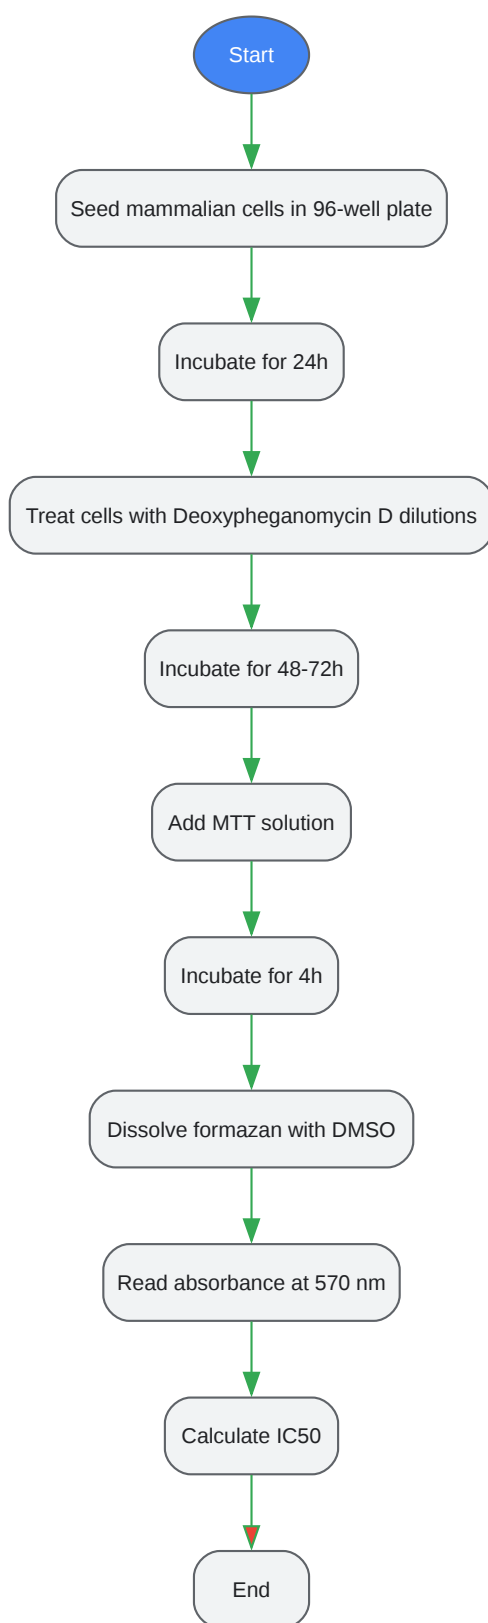 Start
Seed mammalian cells in 96-well plate
Incubate for 24h
Treat cells with Deoxypheganomycin D dilutions
Incubate for 48-72h
Add MTT solution
Incubate for 4h
Dissolve formazan with DMSO
Read absorbance at 570 nm
Calculate IC50
End